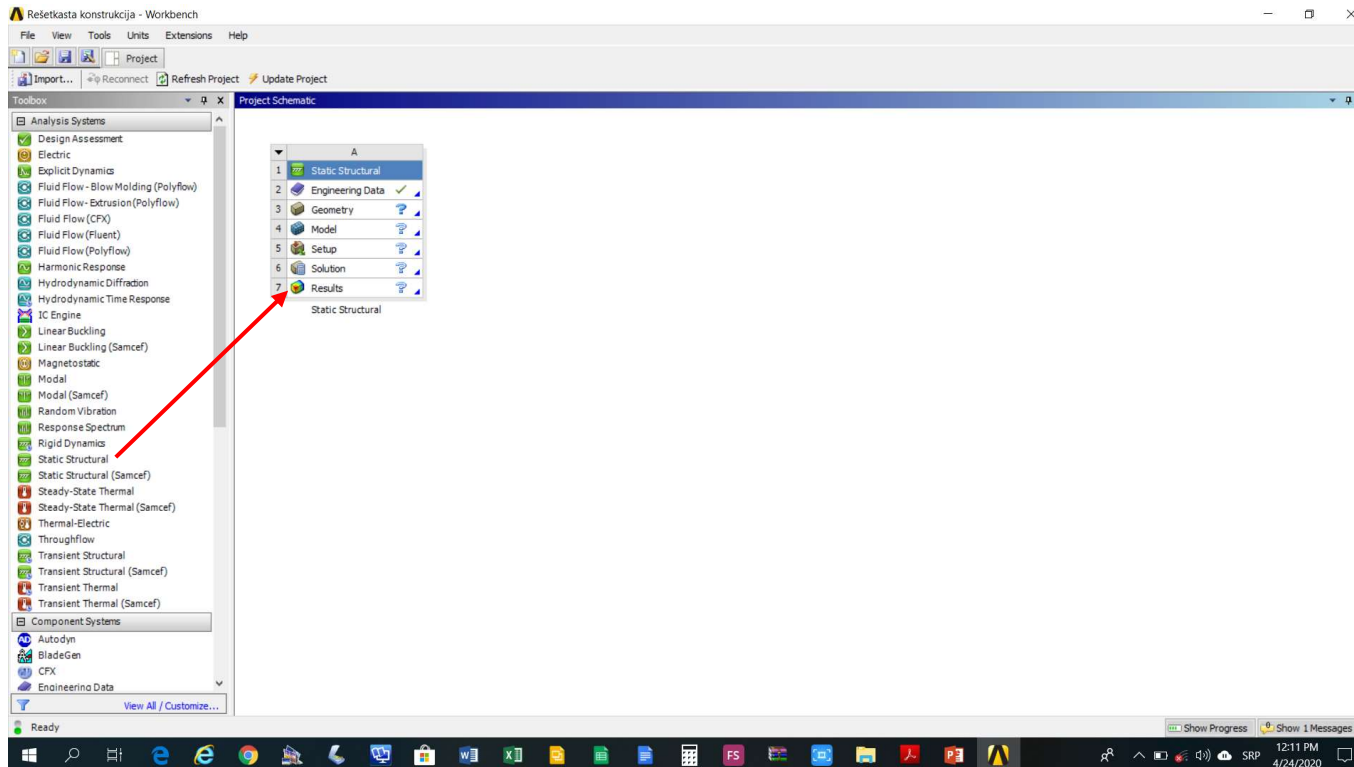 Rešetkasta konstrukcija - Workbench
File View Tools Units Extensions Help
Project
Import... Reconnect Refresh Project Update Project
Toolbox
Project Schematic
Analysis Systems
Design Assessment
Electric
Explicit Dynamics
Fluid Flow - Blow Molding (Polyflow)
Fluid Flow - Extrusion (Polyflow)
Fluid Flow (CFX)
Fluid Flow (Fluent)
Fluid Flow (Polyflow)
Harmonic Response
Hydrodynamic Diffraction
Hydrodynamic Time Response
IC Engine
Linear Buckling
Linear Buckling (Samcef)
Magnetostatic
Modal
Modal (Samcef)
Random Vibration
Response Spectrum
Rigid Dynamics
Static Structural
Static Structural (Samcef)
Steady-State Thermal
Steady-State Thermal (Samcef)
Thermal-Electric
Throughflow
Transient Structural
Transient Structural (Samcef)
Transient Thermal
Transient Thermal (Samcef)
Component Systems
Autodyn
BladeGen
CFX
Engineering Data
View All / Customize...
A
1 Static Structural
2 Engineering Data
3 Geometry ?
4 Model ?
5 Setup ?
6 Solution ?
7 Results ?
Static Structural
Ready
Show Progress
Show 1 Messages
FS
SRP
12:11 PM
4/24/2020